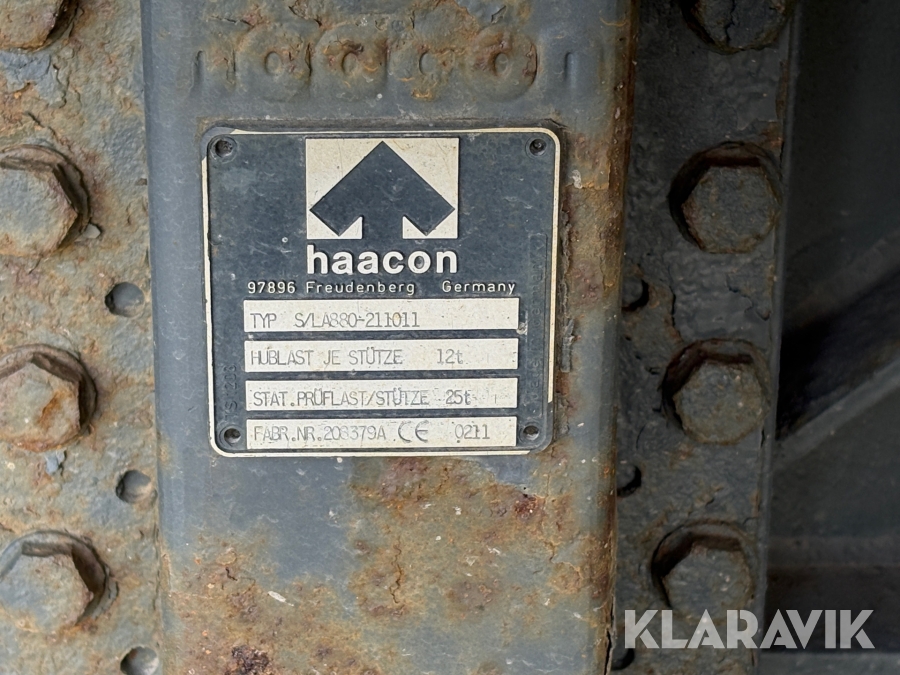 haacon
97896 Freudenberg Germany
TYP S/LA880-211011
HUBLAST JE STÜTZE 12t
STAT.PRÜFLAST/STÜTZE 25t
FABR.NR.208379A CE 0211
KLARAVIK